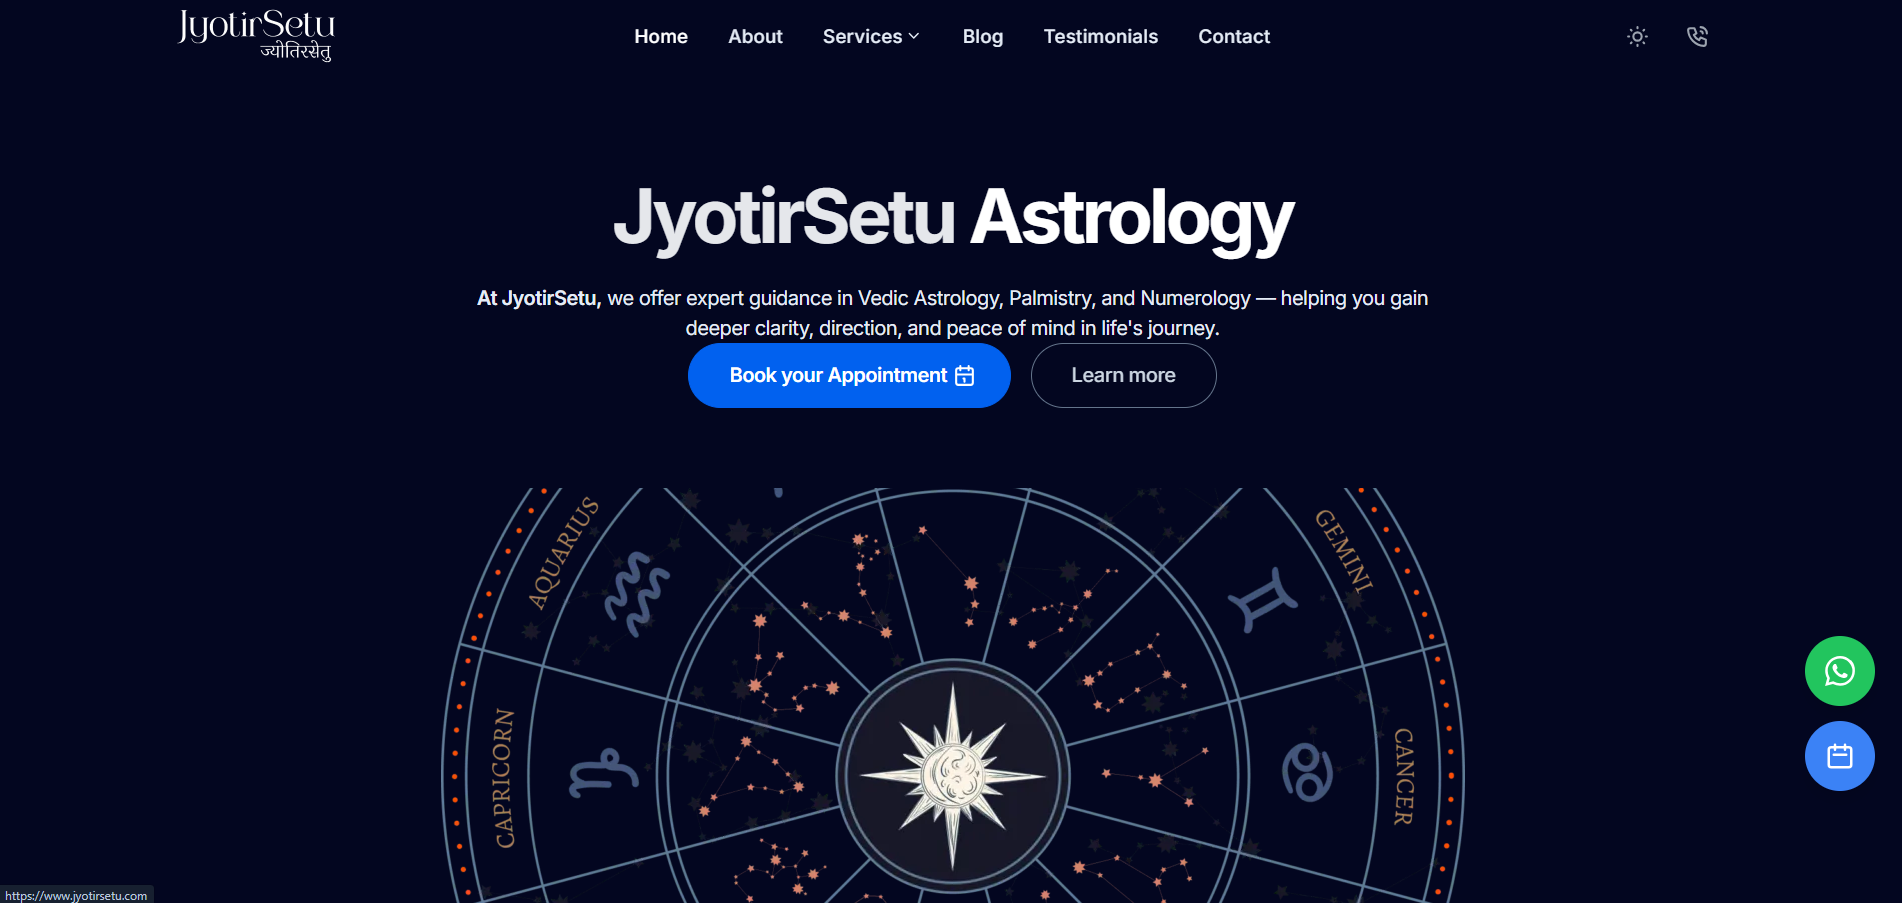 JyotirSetu
ज्योतिरसेतु
Home About Services Blog Testimonials Contact
JyotirSetu Astrology
At JyotirSetu, we offer expert guidance in Vedic Astrology, Palmistry, and Numerology — helping you gain
deeper clarity, direction, and peace of mind in life's journey.
Book your Appointment
Learn more
AQUARIUS
GEMINI
CAPRICORN
CANCER
https://www.jyotirsetu.com